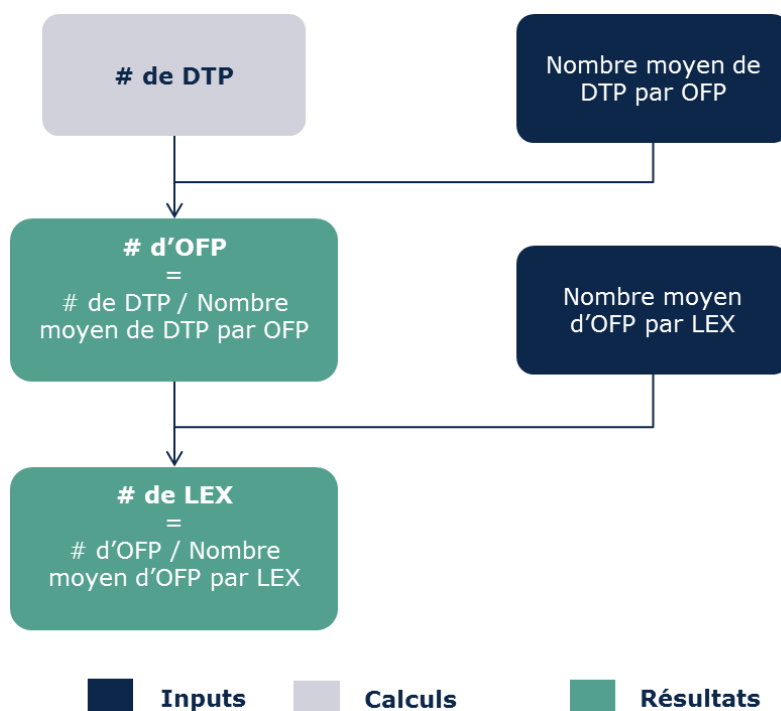 # de DTP
Nombre moyen de
DTP par OFP
# d’OFP
=
# de DTP / Nombre
moyen de DTP par OFP
Nombre moyen
d’OFP par LEX
# de LEX
=
# d’OFP / Nombre
moyen d’OFP par LEX
Inputs
Calculs
Résultats